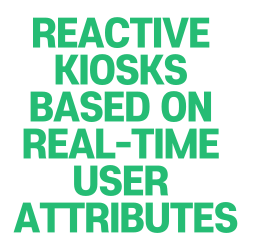 REACTIVE
KIOSKS
BASED ON
REAL-TIME
USER
ATTRIBUTES